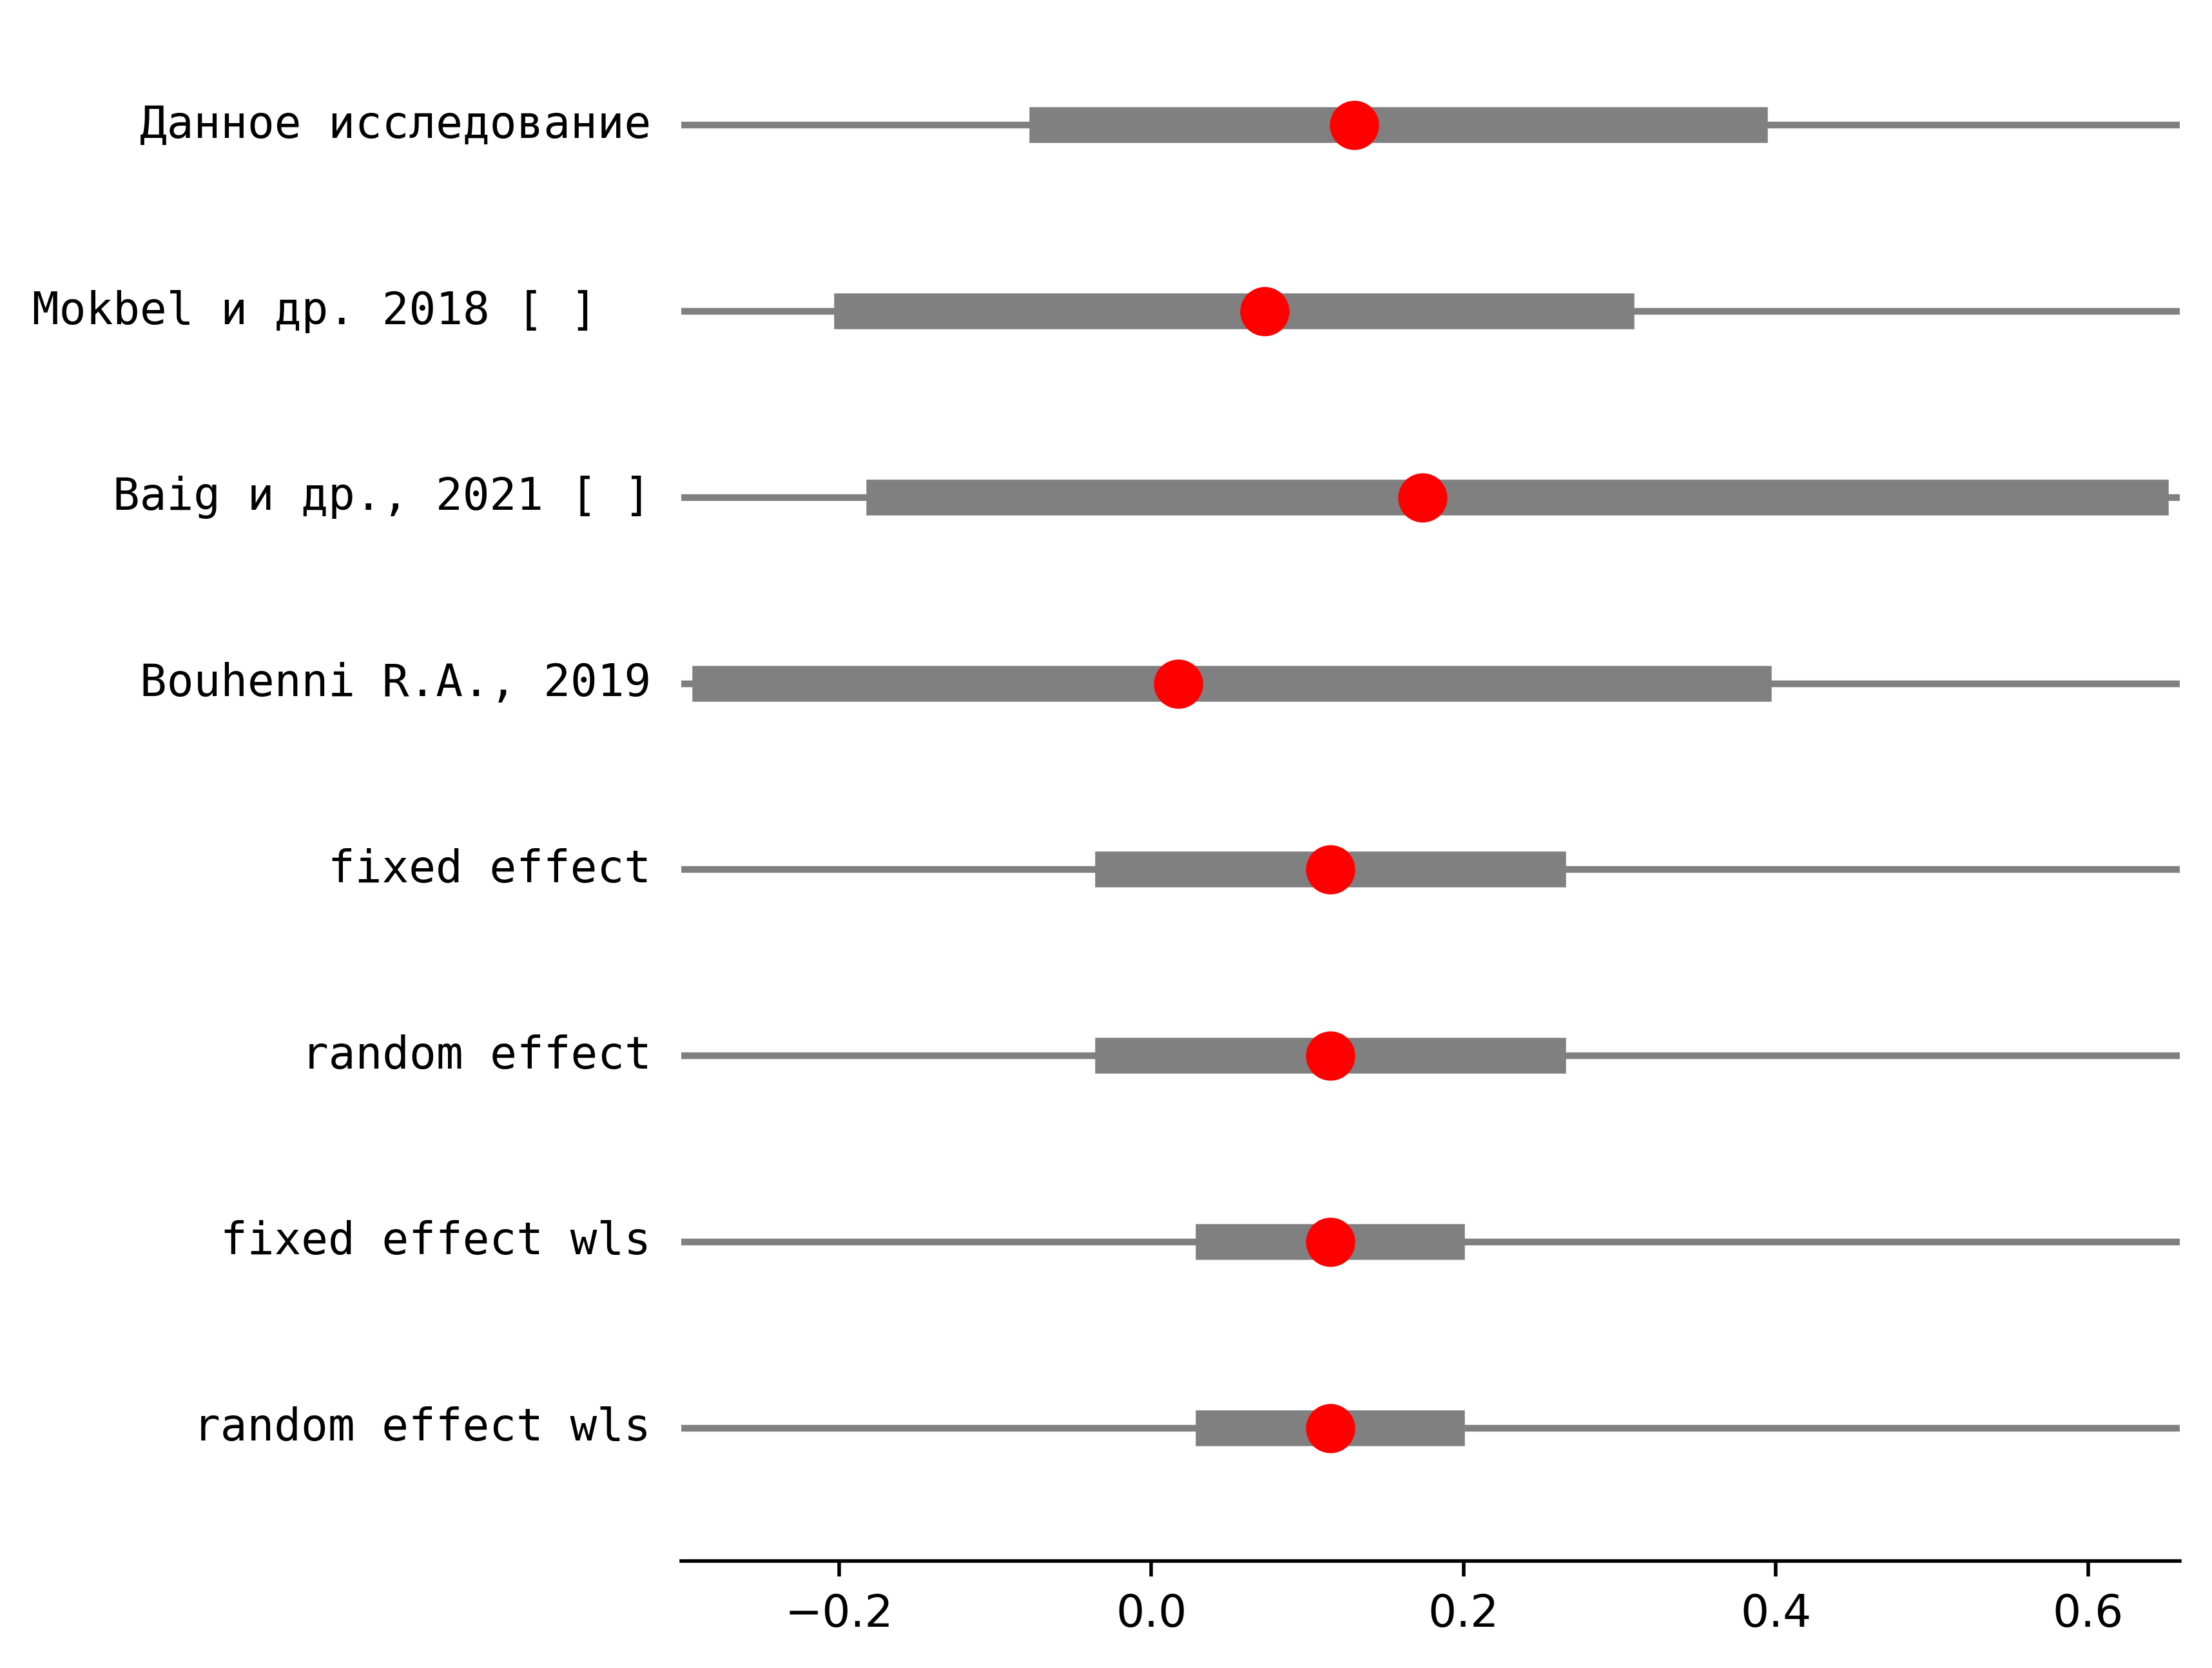 Данное исследование
Mokbel и др. 2018 [ ]
Baig и др., 2021 [ ]
Bouhenni R.A., 2019
fixed effect
random effect
fixed effect wls
random effect wls
−0.2 0.0 0.2 0.4 0.6